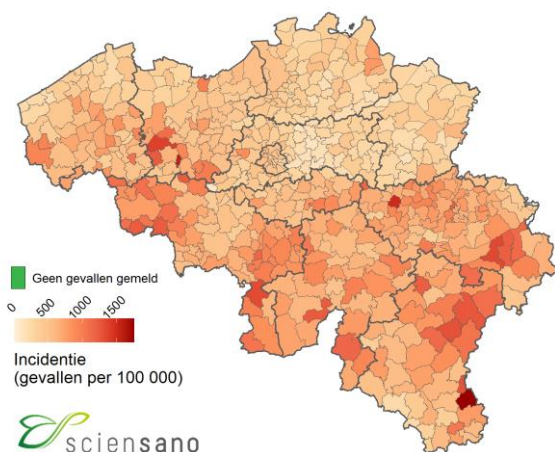 Geen gevallen gemeld
0 500 1000 1500
Incidentie
(gevallen per 100 000)
sciensano